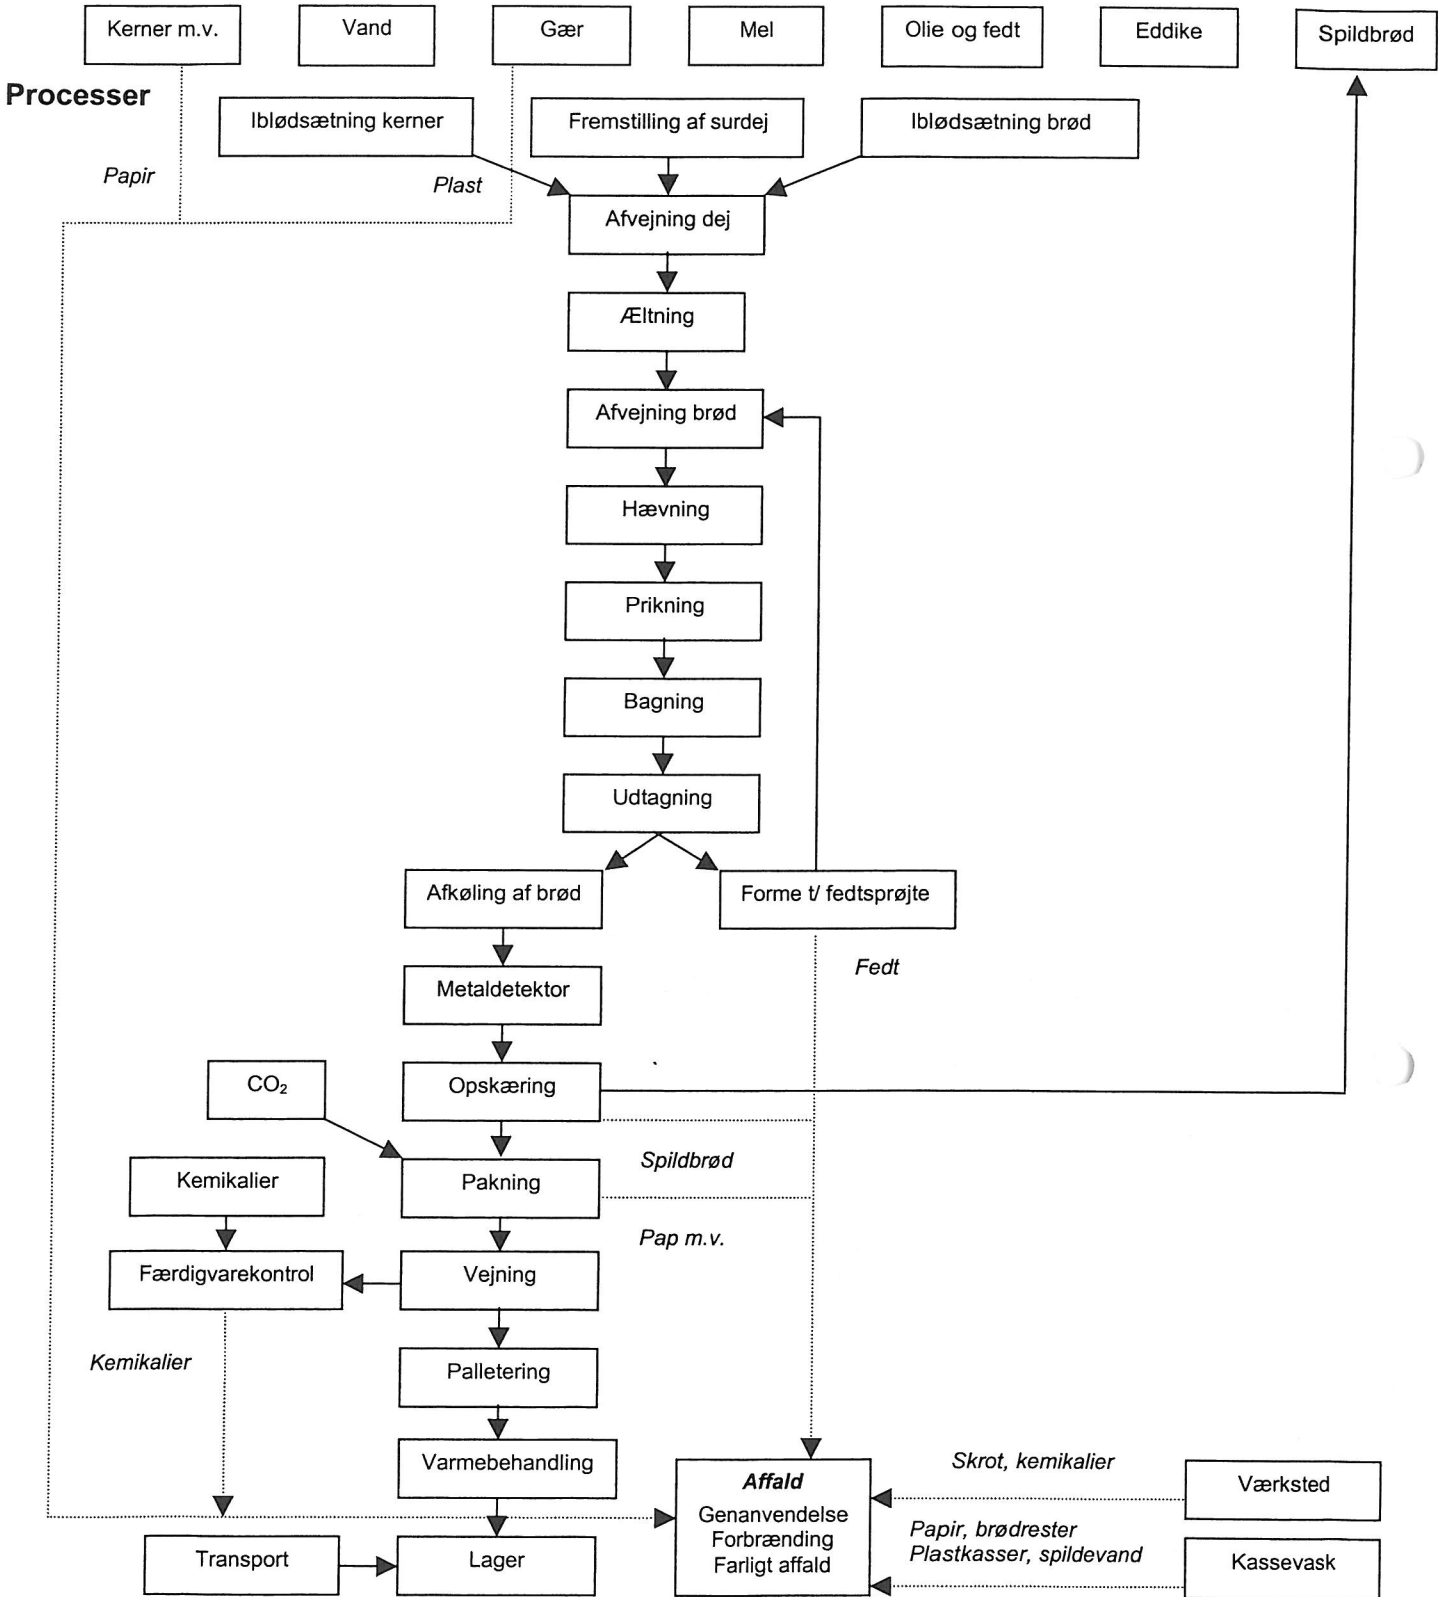 Kerner m.v.
Vand
Gær
Mel
Olie og fedt
Eddike
Spildbrød
Processer
Iblødsætning kerner
Fremstilling af surdej
Iblødsætning brød
Papir
Plast
Afvejning dej
Æltning
Afvejning brød
Hævning
Prikning
Bagning
Udtagning
Afkøling af brød
Forme t/ fedtsprøjte
Fedt
Metaldetektor
CO₂
Opskæring
Spildbrød
Kemikalier
Pakning
Pap m.v.
Færdigvarekontrol
Vejning
Kemikalier
Palletering
Varmebehandling
Affald
Genanvendelse
Forbrænding
Farligt affald
Skrot, kemikalier
Værksted
Papir, brødrester
Plastkasser, spildevand
Kassevask
Transport
Lager